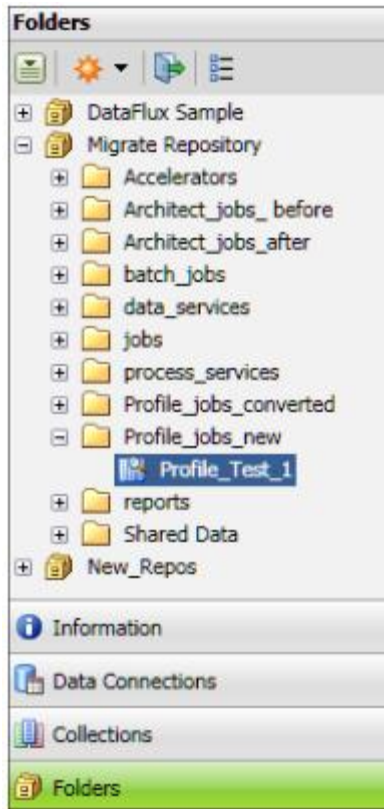 Folders
DataFlux Sample
Migrate Repository
Accelerators
Architect_jobs_ before
Architect_jobs_after
batch_jobs
data_services
jobs
process_services
Profile_jobs_converted
Profile_jobs_new
Profile_Test_1
reports
Shared Data
New_Repos
Information
Data Connections
Collections
Folders